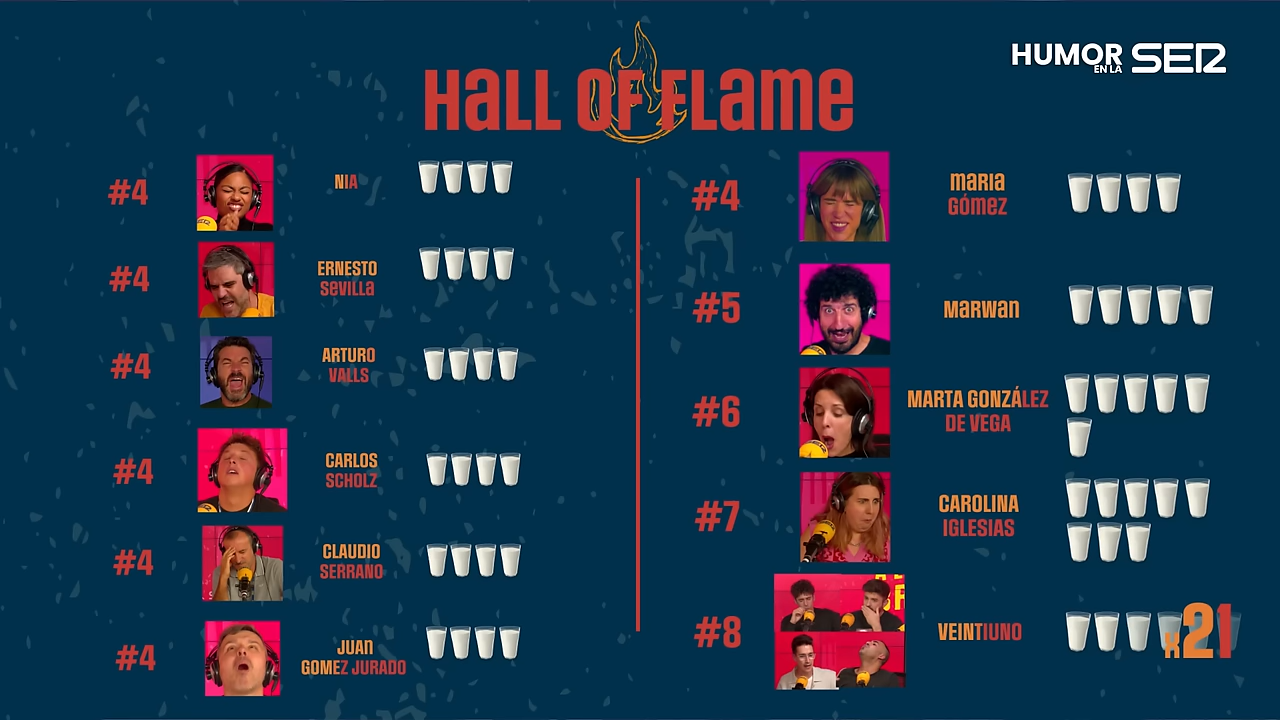 HUMOR
EN LA SER
Hall OF Flame
#4 NIA
#4 ERNESTO
Sevilla
#4 ARTURO
VALLS
#4 CARLOS
SCHOLZ
#4 CLAUDIO
SERRANO
#4 JUAN
GOMEZ JURADO
#4 maria
Gómez
#5 Marwan
#6 MARTA GONZÁLEZ
DE VEGA
#7 CAROLINA
IGLESIAS
#8 VEINTIUNO
x21